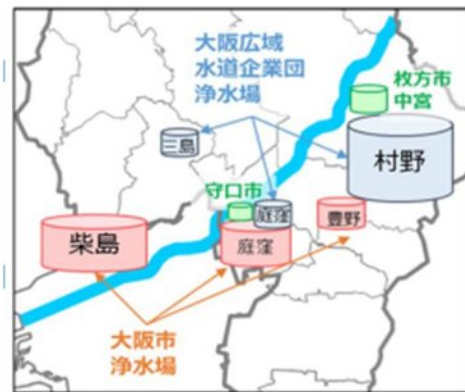 大阪広域
水道企業団
浄水場
枚方市
中宮
三島
村野
守口市
庭窪
豊野
柴島
庭窪
大阪市
浄水場